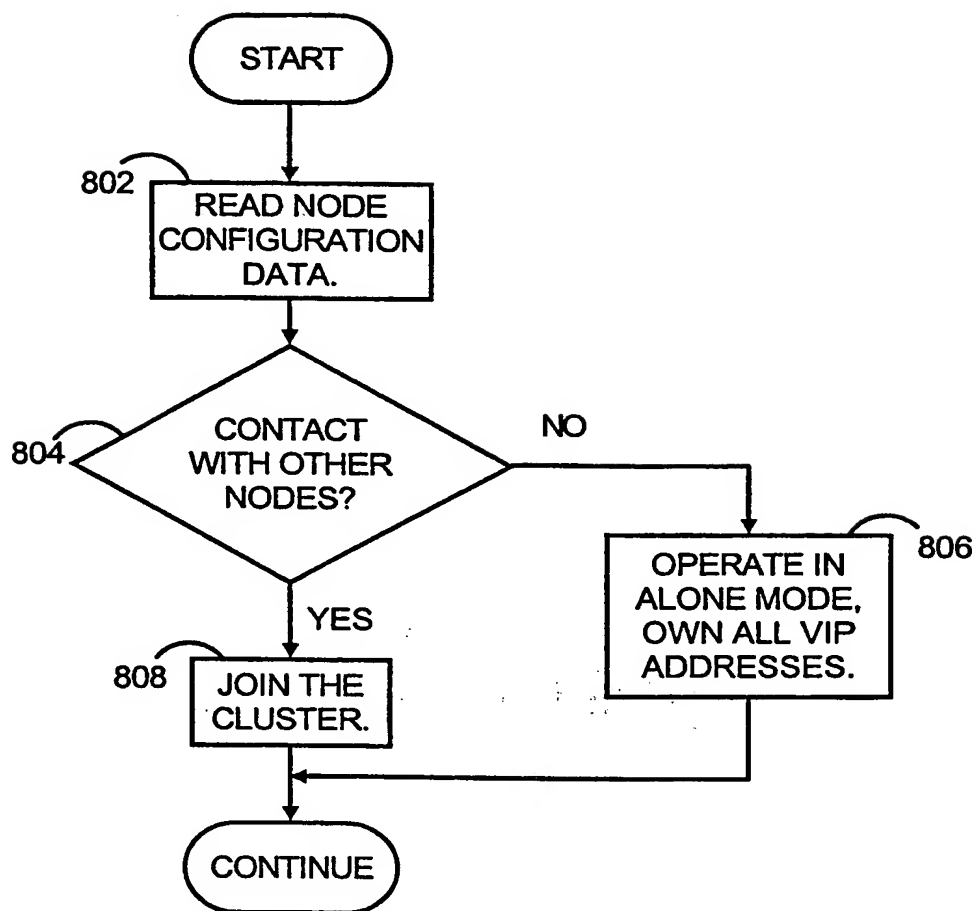 START
802
READ NODE
CONFIGURATION
DATA.
804
CONTACT
WITH OTHER
NODES?
NO
806
OPERATE IN
ALONE MODE,
OWN ALL VIP
ADDRESSES.
YES
808
JOIN THE
CLUSTER.
CONTINUE